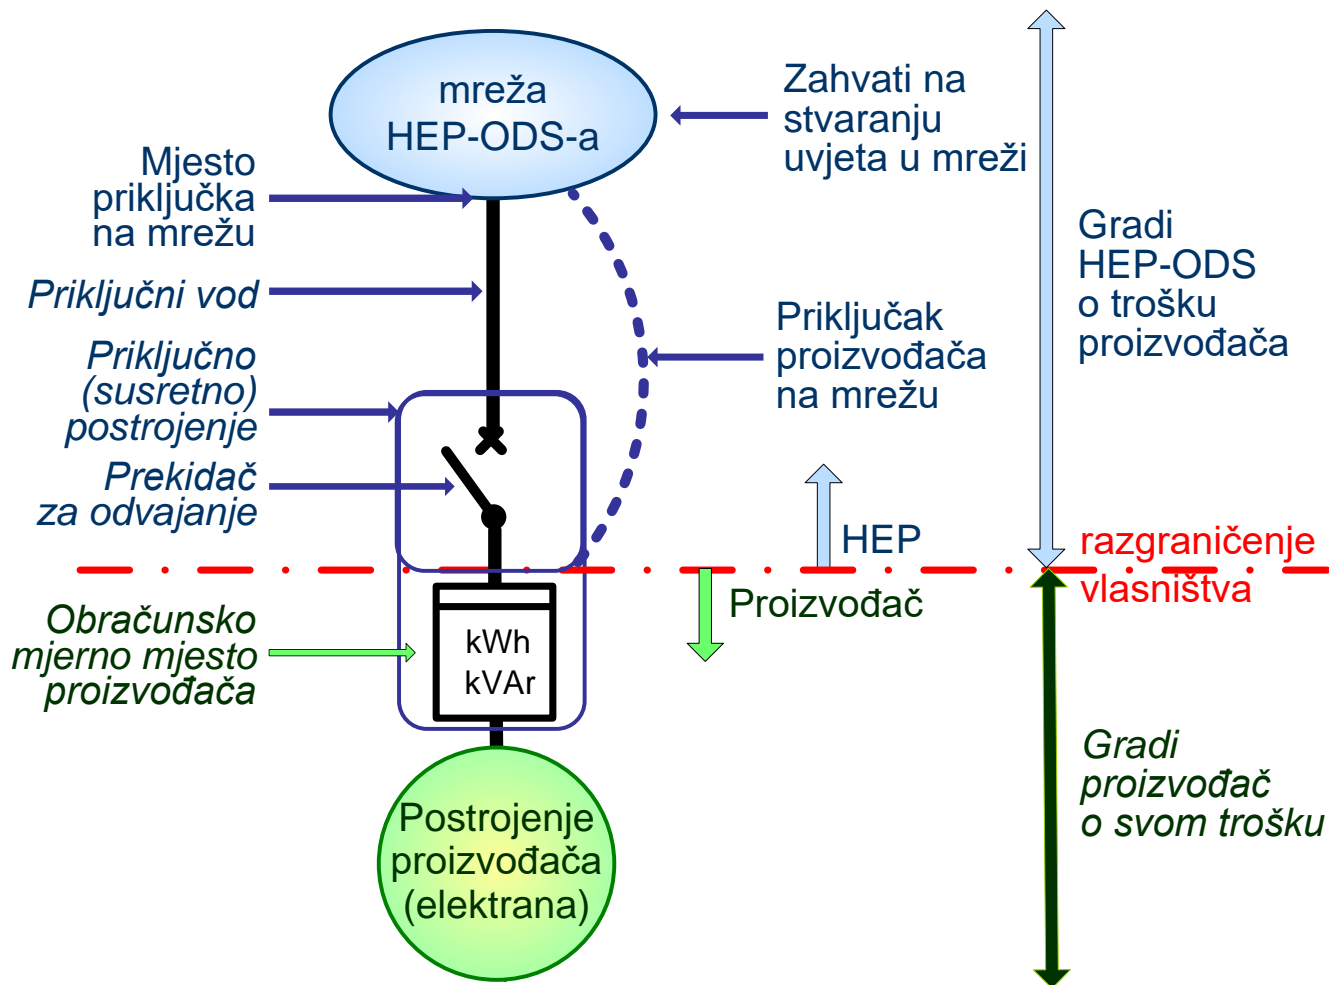 mreža
HEP-ODS-a
Zahvati na
stvaranju
uvjeta u mreži
Mjesto
priključka
na mrežu
Gradi
HEP-ODS
o trošku
proizvođača
Priključni vod
Priključak
proizvođača
na mrežu
Priključno
(susretno)
postrojenje
Prekidač
za odvajanje
HEP
razgraničenje
vlasništva
Proizvođač
Obračunsko
mjerno mjesto
proizvođača
kWh
kVAr
Gradi
proizvođač
o svom trošku
Postrojenje
proizvođača
(elektrana)